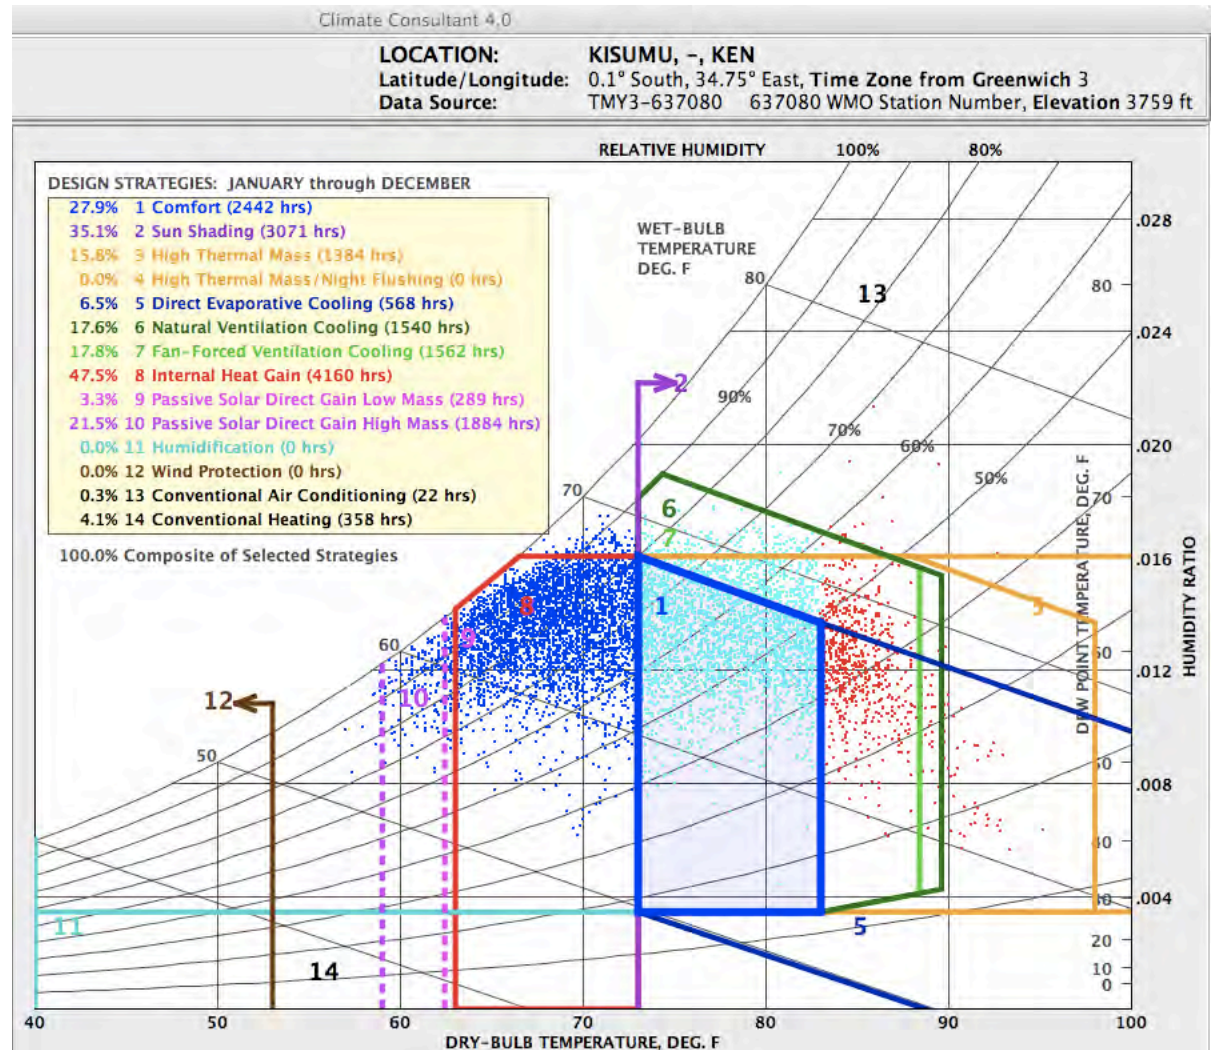 Climate Consultant 4.0
LOCATION: KISUMU, -, KEN
Latitude/Longitude: 0.1° South, 34.75° East, Time Zone from Greenwich 3
Data Source: TMY3-637080 637080 WMO Station Number, Elevation 3759 ft
RELATIVE HUMIDITY 100% 80%
DESIGN STRATEGIES: JANUARY through DECEMBER
27.9% 1 Comfort (2442 hrs)
35.1% 2 Sun Shading (3071 hrs)
15.8% 3 High Thermal Mass (1384 hrs)
0.0% 4 High Thermal Mass/Night Flushing (0 hrs)
6.5% 5 Direct Evaporative Cooling (568 hrs)
17.6% 6 Natural Ventilation Cooling (1540 hrs)
17.8% 7 Fan-Forced Ventilation Cooling (1562 hrs)
47.5% 8 Internal Heat Gain (4160 hrs)
3.3% 9 Passive Solar Direct Gain Low Mass (289 hrs)
21.5% 10 Passive Solar Direct Gain High Mass (1884 hrs)
0.0% 11 Humidification (0 hrs)
0.0% 12 Wind Protection (0 hrs)
0.3% 13 Conventional Air Conditioning (22 hrs)
4.1% 14 Conventional Heating (358 hrs)
100.0% Composite of Selected Strategies
WET-BULB
TEMPERATURE
DEG. F
80
13
80
.028
.024
2
90%
70%
60%
50%
.020
70
6
7
70
DEW POINT TEMPERATURE, DEG. F
HUMIDITY RATIO
.016
8
1
3
9
60
60
.012
10
12
50
50
.008
40
30
.004
11
5
20
14
10
0
40 50 60 70 80 90 100
DRY-BULB TEMPERATURE, DEG. F